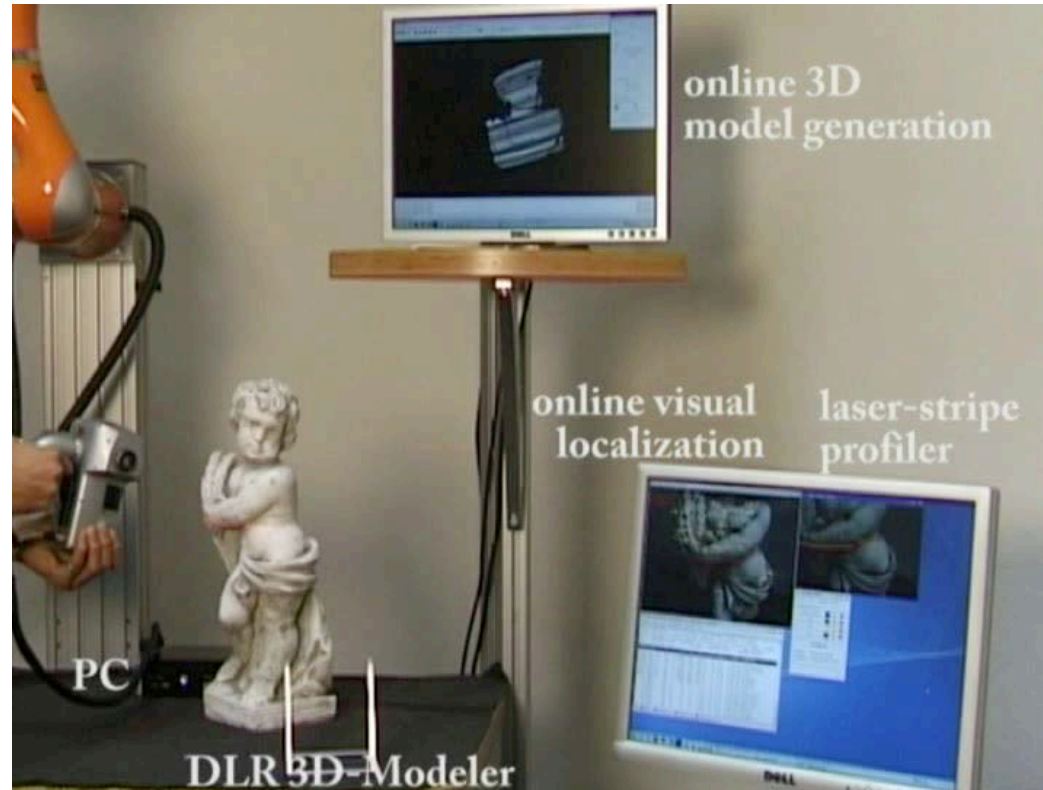 online 3D
model generation
DELL
online visual
localization
laser-stripe
profiler
PC
DELL
DLR 3D-Modeler